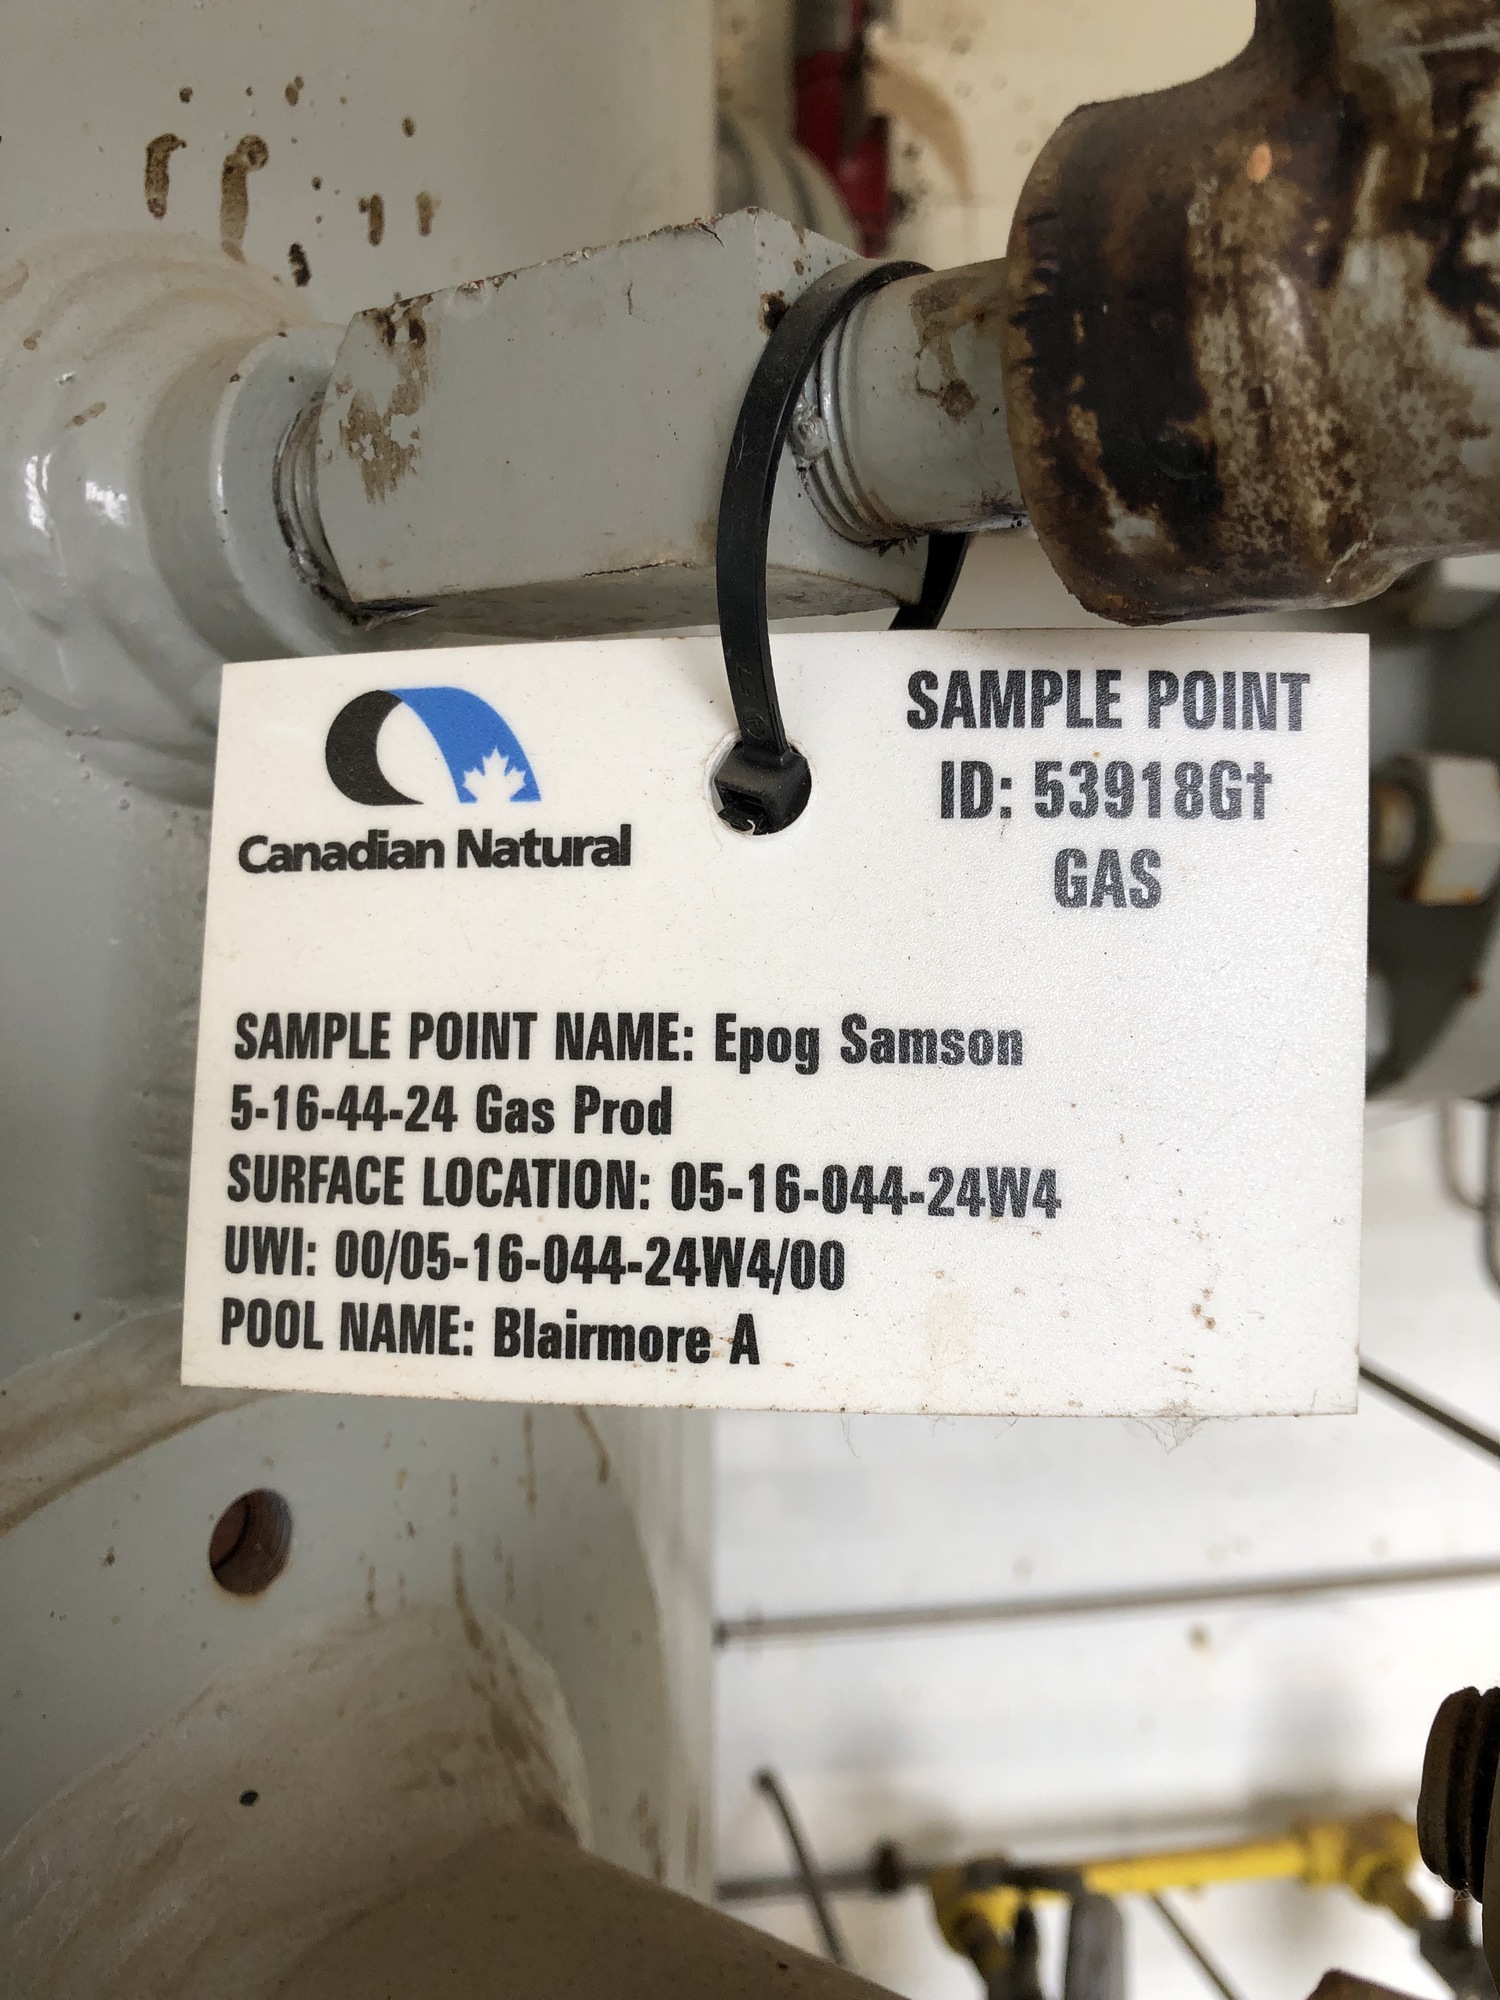 Canadian Natural
SAMPLE POINT
ID: 53918G†
GAS
SAMPLE POINT NAME: Epog Samson
5-16-44-24 Gas Prod
SURFACE LOCATION: 05-16-044-24W4
UWI: 00/05-16-044-24W4/00
POOL NAME: Blairmore A